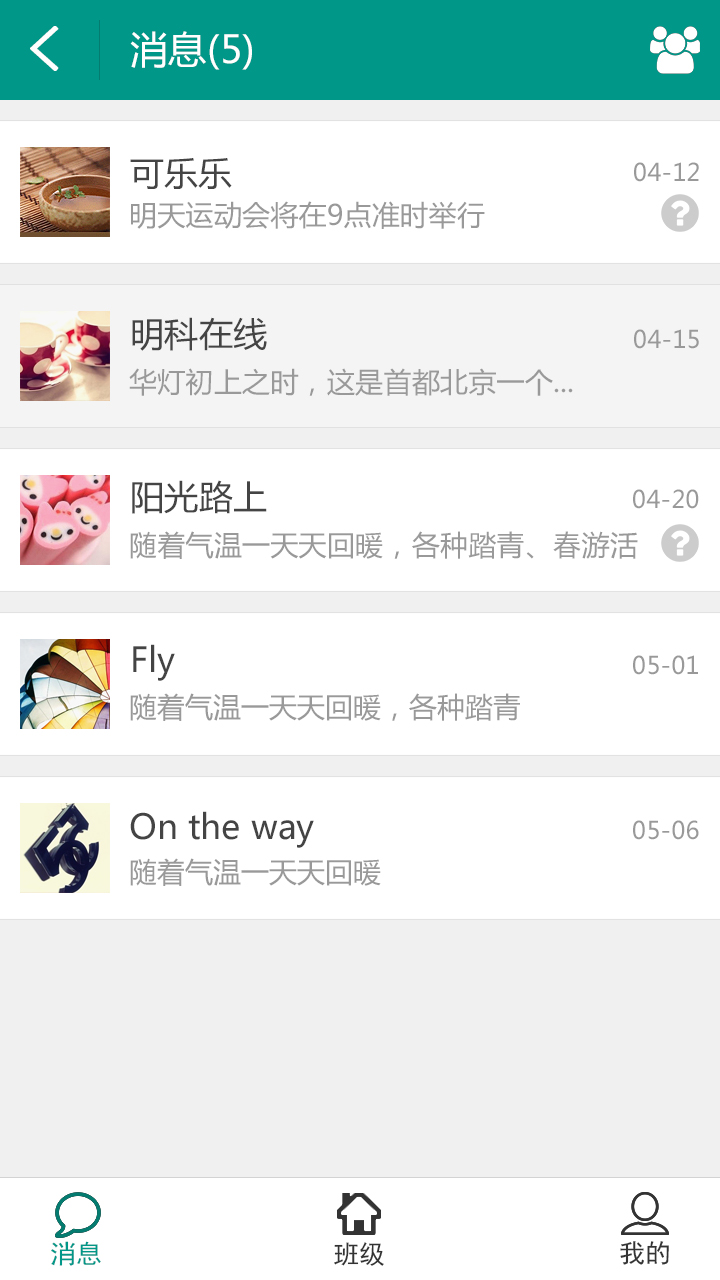 消息(5)
可乐乐
04-12
明天运动会将在9点准时举行
?
明科在线
04-15
华灯初上之时，这是首都北京一个...
阳光路上
04-20
随着气温一天天回暖，各种踏青、春游活
?
Fly
05-01
随着气温一天天回暖，各种踏青
On the way
05-06
随着气温一天天回暖
消息
班级
我的